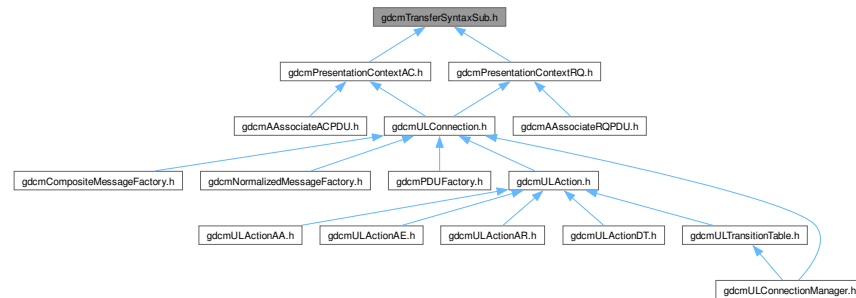 gdcmTransferSyntaxSub.h
gdcmPresentationContextAC.h
gdcmPresentationContextRQ.h
gdcmAAssociateACPDU.h
gdcmULConnection.h
gdcmAAssociateRQPDU.h
gdcmCompositeMessageFactory.h
gdcmNormalizedMessageFactory.h
gdcmPDUFactory.h
gdcmULAction.h
gdcmULActionAA.h
gdcmULActionAE.h
gdcmULActionAR.h
gdcmULActionDT.h
gdcmULTransitionTable.h
gdcmULConnectionManager.h